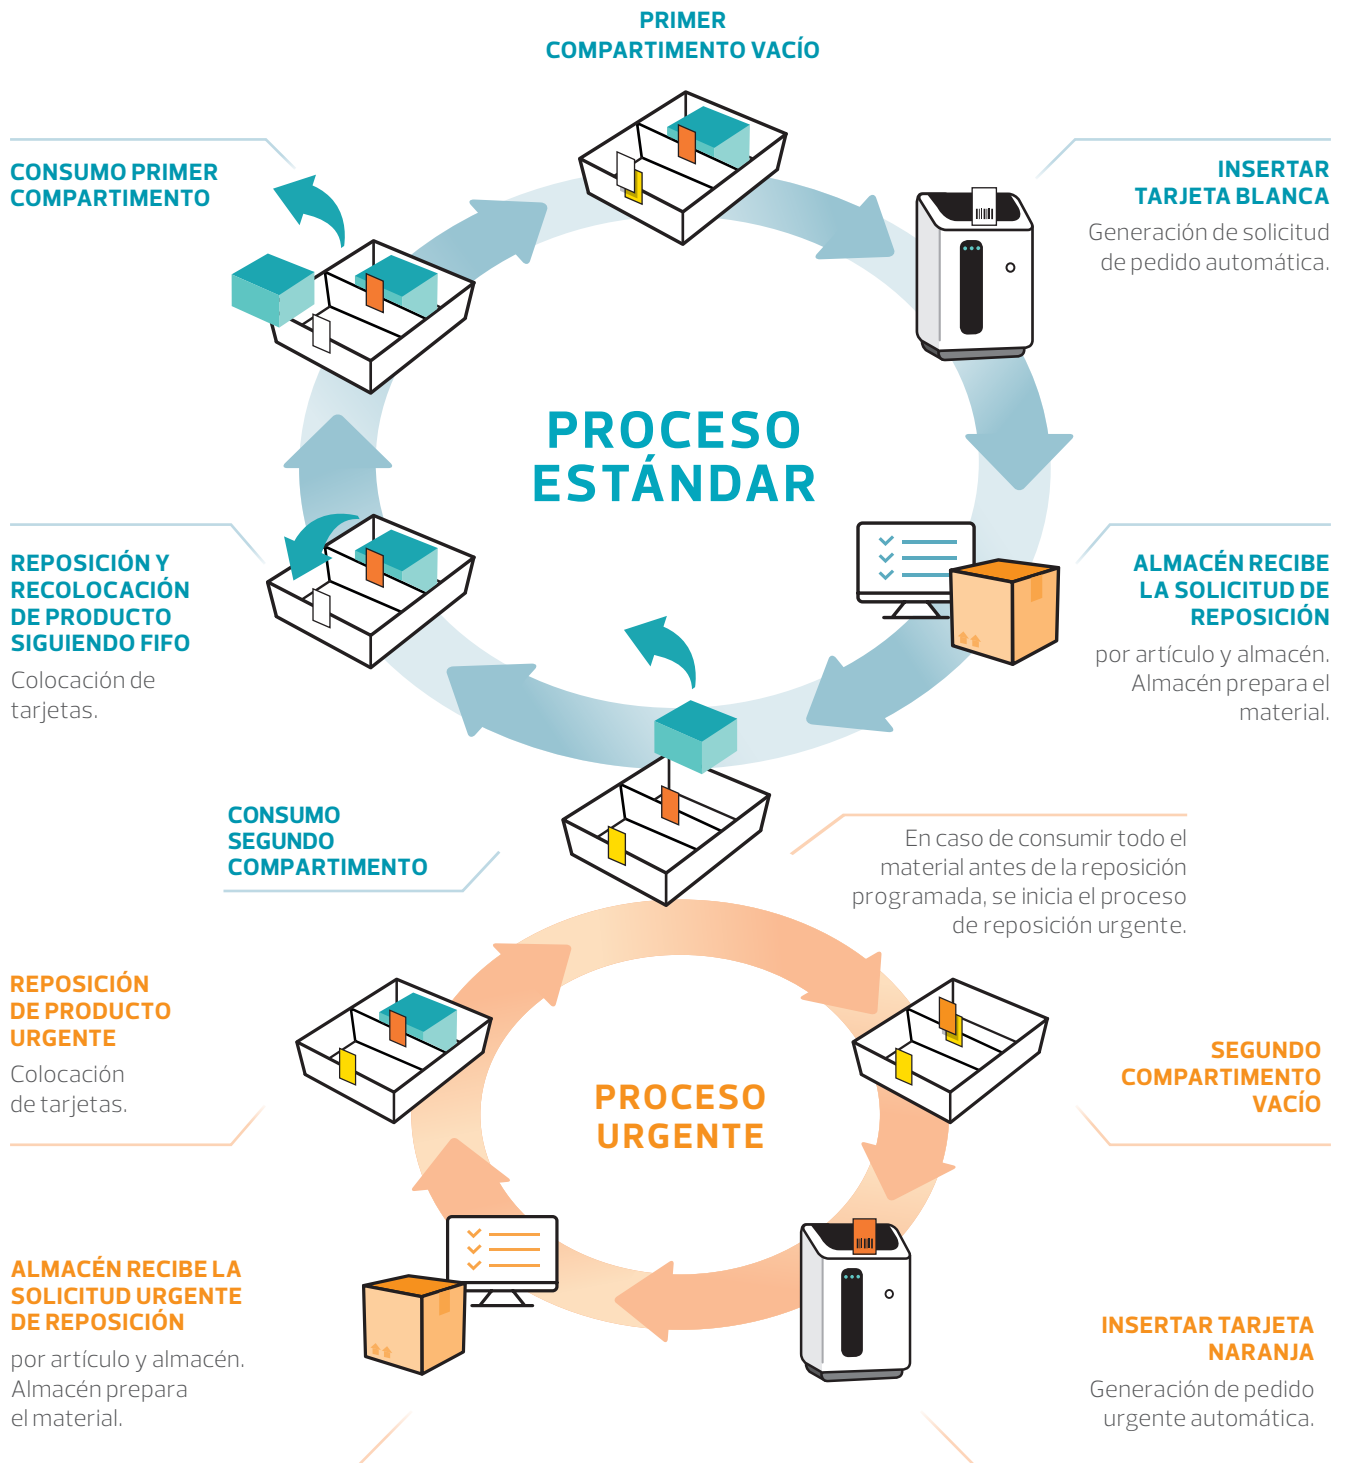 PRIMER
COMPARTIMENTO VACÍO
CONSUMO PRIMER
COMPARTIMENTO
INSERTAR
TARJETA BLANCA
Generación de solicitud
de pedido automática.
PROCESO
ESTÁNDAR
REPOSICIÓN Y
RECOLOCACIÓN
DE PRODUCTO
SIGUIENDO FIFO
Colocación de
tarjetas.
ALMACÉN RECIBE
LA SOLICITUD DE
REPOSICIÓN
por artículo y almacén.
Almacén prepara el
material.
CONSUMO
SEGUNDO
COMPARTIMENTO
En caso de consumir todo el
material antes de la reposición
programada, se inicia el proceso
de reposición urgente.
REPOSICIÓN
DE PRODUCTO
URGENTE
Colocación
de tarjetas.
SEGUNDO
COMPARTIMENTO
VACÍO
PROCESO
URGENTE
ALMACÉN RECIBE LA
SOLICITUD URGENTE
DE REPOSICIÓN
por artículo y almacén.
Almacén prepara
el material.
INSERTAR TARJETA
NARANJA
Generación de pedido
urgente automática.